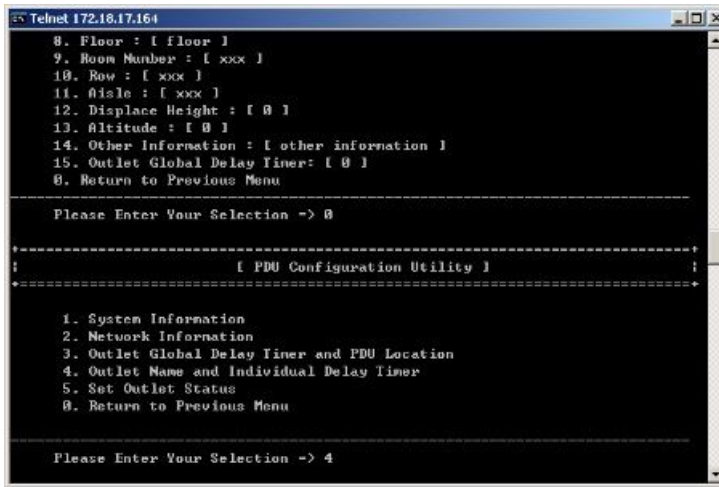 Telnet 172.18.17.164
8. Floor : [ floor ]
9. Room Number : [ xxx ]
10. Row : [ xxx ]
11. Aisle : [ xxx ]
12. Displace Height : [ 0 ]
13. Altitude : [ 0 ]
14. Other Information : [ other information ]
15. Outlet Global Delay Timer: [ 0 ]
0. Return to Previous Menu
Please Enter Your Selection => 0
[ PDU Configuration Utility ]
1. System Information
2. Network Information
3. Outlet Global Delay Timer and PDU Location
4. Outlet Name and Individual Delay Timer
5. Set Outlet Status
0. Return to Previous Menu
Please Enter Your Selection => 4